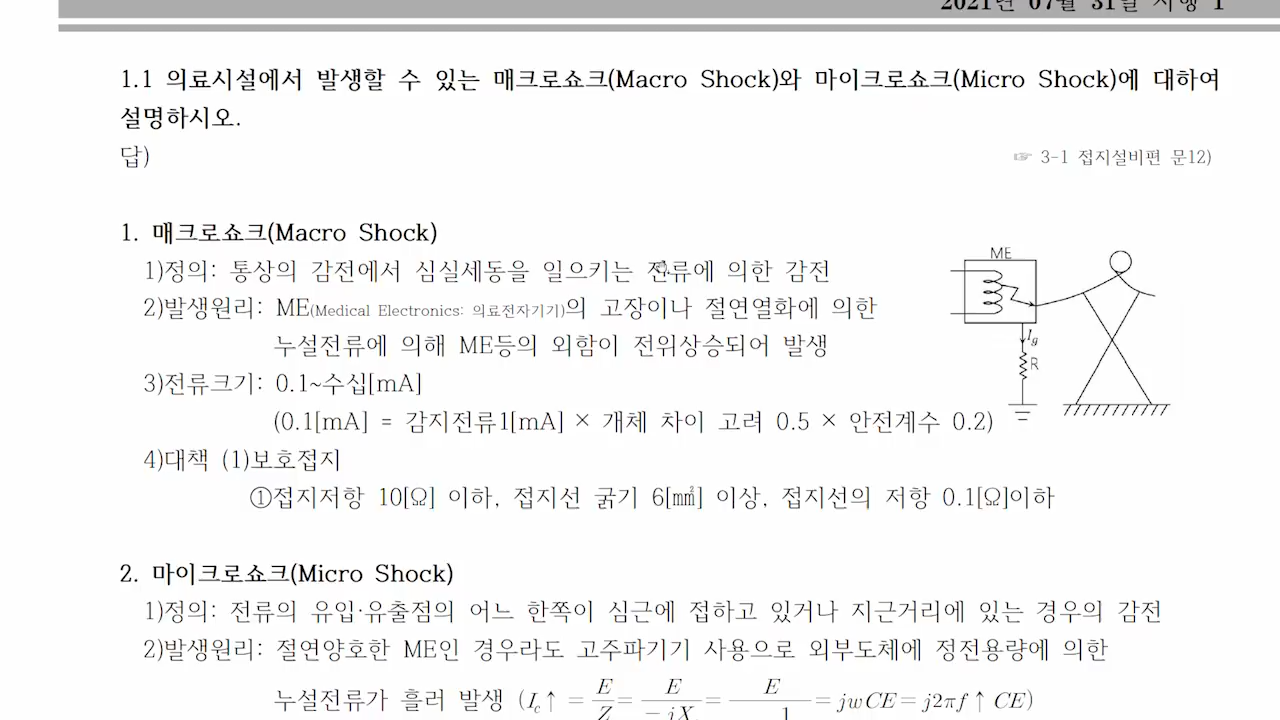 2021년 07월 31일 시행 1
1.1 의료시설에서 발생할 수 있는 매크로쇼크(Macro Shock)와 마이크로쇼크(Micro Shock)에 대하여
설명하시오.
답)
☞ 3-1 접지설비편 문12)
1. 매크로쇼크(Macro Shock)
1)정의: 통상의 감전에서 심실세동을 일으키는 전류에 의한 감전
2)발생원리: ME(Medical Electronics: 의료전자기기)의 고장이나 절연열화에 의한
누설전류에 의해 ME등의 외함이 전위상승되어 발생
3)전류크기: 0.1~수십[mA]
(0.1[mA] = 감지전류1[mA] × 개체 차이 고려 0.5 × 안전계수 0.2)
4)대책 (1)보호접지
①접지저항 10[Ω] 이하, 접지선 굵기 6[㎟] 이상, 접지선의 저항 0.1[Ω]이하
ME
Ig
R
2. 마이크로쇼크(Micro Shock)
1)정의: 전류의 유입·유출점의 어느 한쪽이 심근에 접하고 있거나 지근거리에 있는 경우의 감전
2)발생원리: 절연양호한 ME인 경우라도 고주파기기 사용으로 외부도체에 정전용량에 의한
누설전류가 흘러 발생 (Ic↑ = E/Z = E/-jX = E/1 = jwCE = j2πf↑ CE)